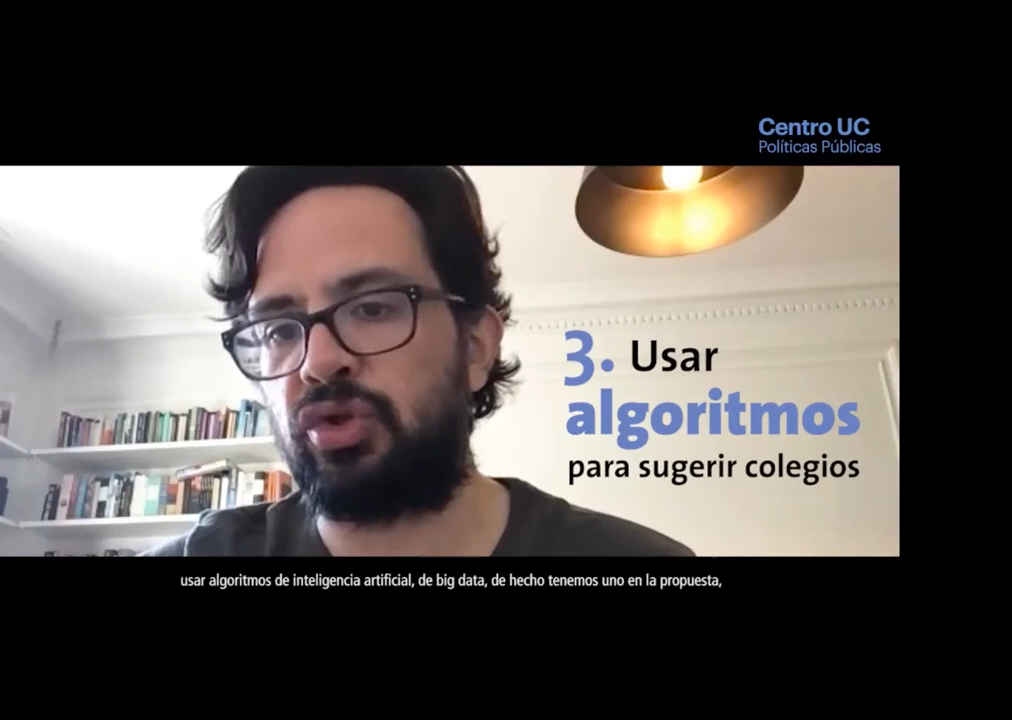 Centro UC
Políticas Públicas
3. Usar
algoritmos
para sugerir colegios
usar algoritmos de inteligencia artificial, de big data, de hecho tenemos uno en la propuesta,